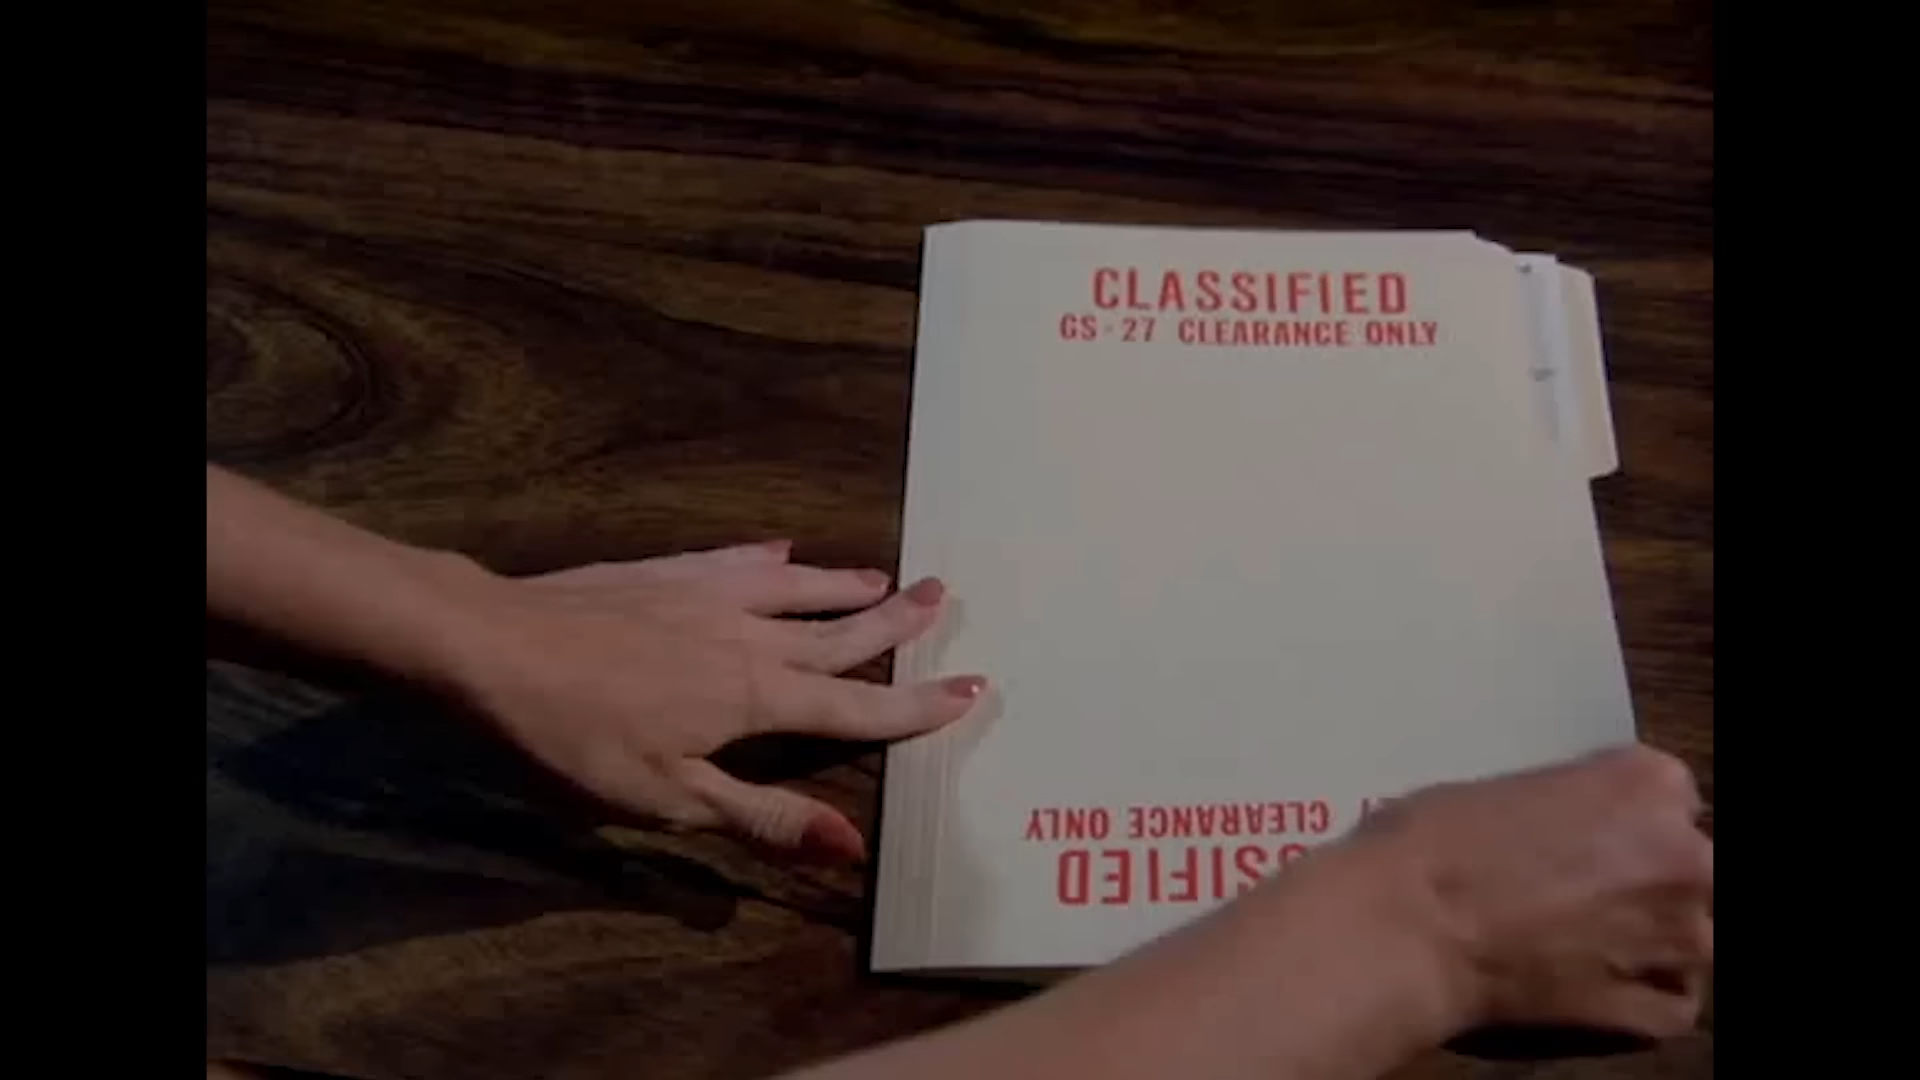 CLASSIFIED
GS-27 CLEARANCE ONLY
CLEARANCE ONLY
SIFIED